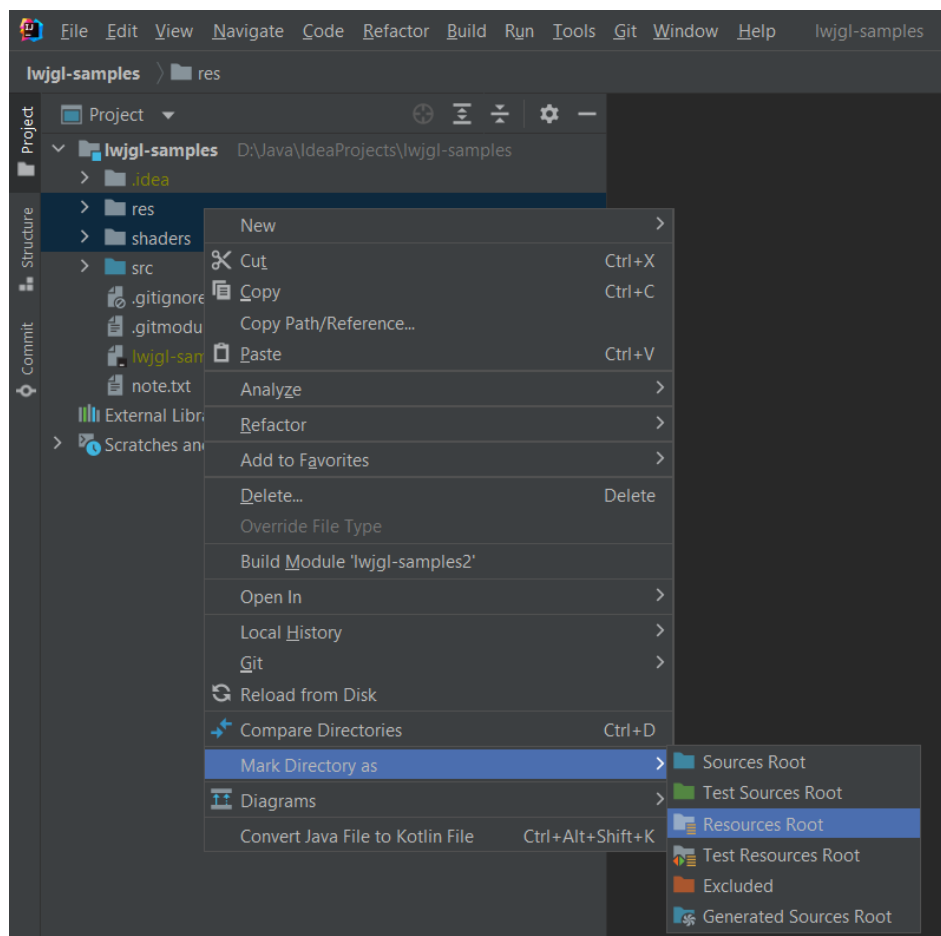 File Edit View Navigate Code Refactor Build Run Tools Git Window Help lwjgl-samples
lwjgl-samples res
Project
Structure
Commit
Project
lwjgl-samples D:\Java\IdeaProjects\lwjgl-samples
.idea
res
shaders
src
.gitignore
.gitmodu
lwjgl-sam
note.txt
External Libra
Scratches and
New
Cut Ctrl+X
Copy Ctrl+C
Copy Path/Reference...
Paste Ctrl+V
Analyze
Refactor
Add to Favorites
Delete... Delete
Override File Type
Build Module 'lwjgl-samples2'
Open In
Local History
Git
Reload from Disk
Compare Directories Ctrl+D
Mark Directory as
Diagrams
Convert Java File to Kotlin File Ctrl+Alt+Shift+K
Sources Root
Test Sources Root
Resources Root
Test Resources Root
Excluded
Generated Sources Root